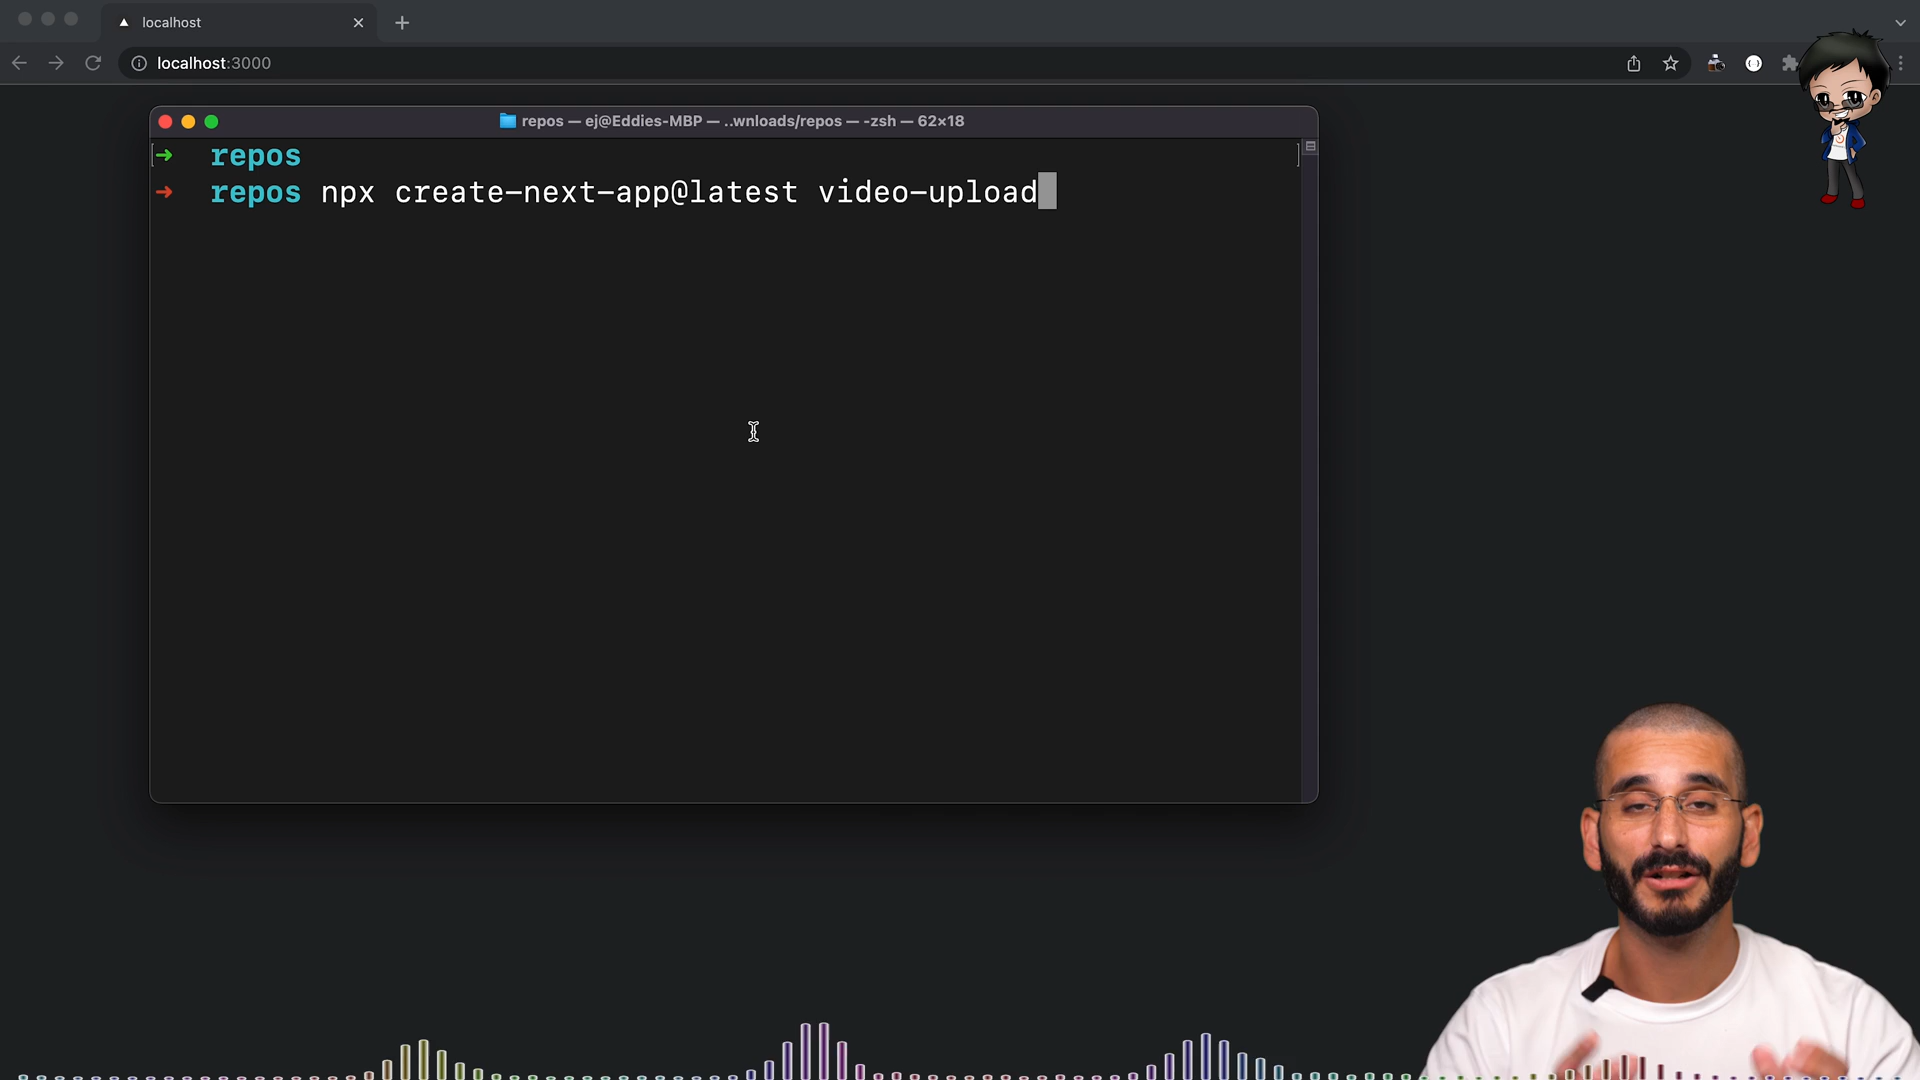 localhost
localhost:3000
repos — ej@Eddies-MBP — ..wnloads/repos — -zsh — 62×18
[➜ repos ]
➜ repos npx create-next-app@latest video-upload